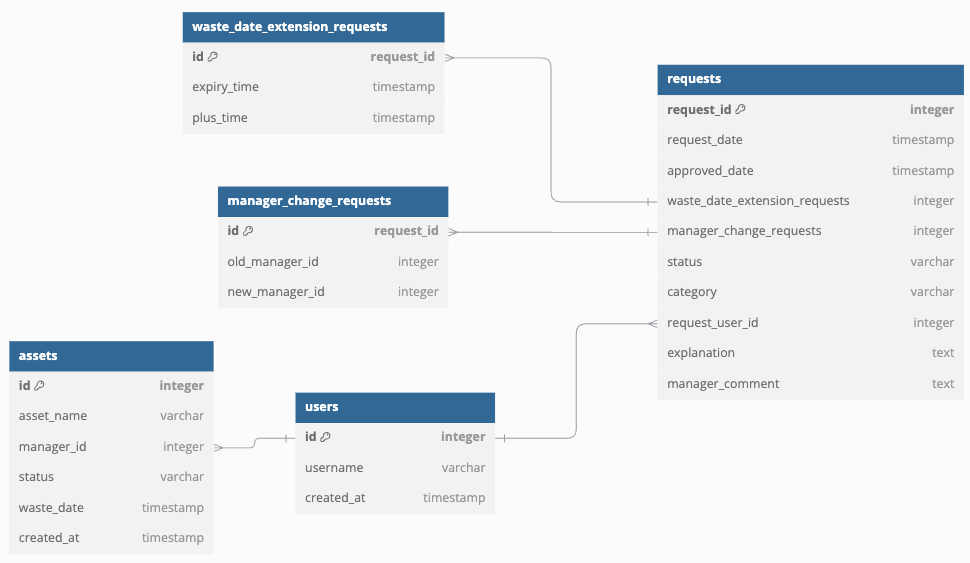 waste_date_extension_requests
id request_id
expiry_time timestamp
plus_time timestamp
requests
request_id integer
request_date timestamp
approved_date timestamp
waste_date_extension_requests integer
manager_change_requests integer
status varchar
category varchar
request_user_id integer
explanation text
manager_comment text
manager_change_requests
id request_id
old_manager_id integer
new_manager_id integer
assets
id integer
asset_name varchar
manager_id integer
status varchar
waste_date timestamp
created_at timestamp
users
id integer
username varchar
created_at timestamp